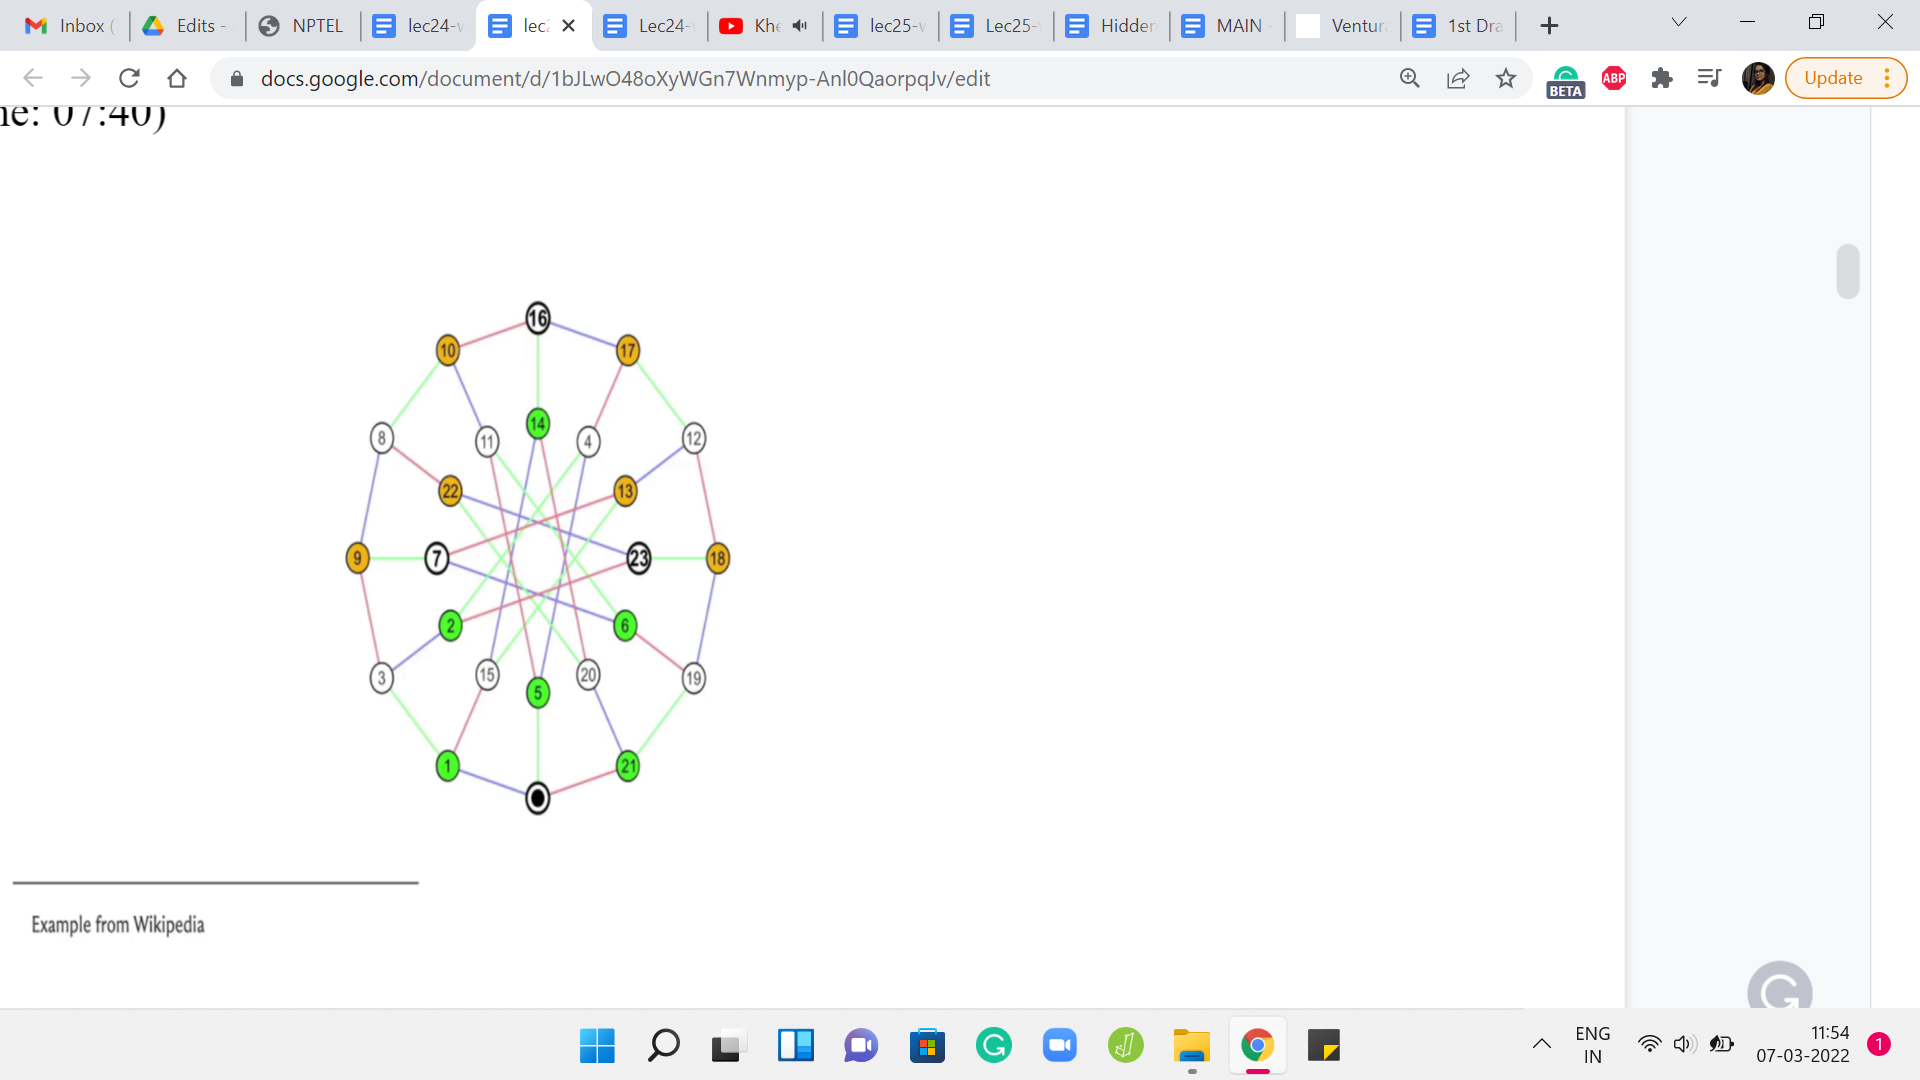 Inbox ( Edits - NPTEL lec24-w lec2 Lec24- Khe lec25-w Lec25- Hidden MAIN - Ventura 1st Dra
docs.google.com/document/d/1bJLwO48oXyWGn7Wnmyp-Anl0QaorpqJv/edit BETA ABP Update
ne: 07:40)
16
10 17
14
8 11 4 12
22 13
9 7 23 18
2 6
3 15 20 19
5
1 21
Example from Wikipedia
ENG
IN
11:54
07-03-2022
1